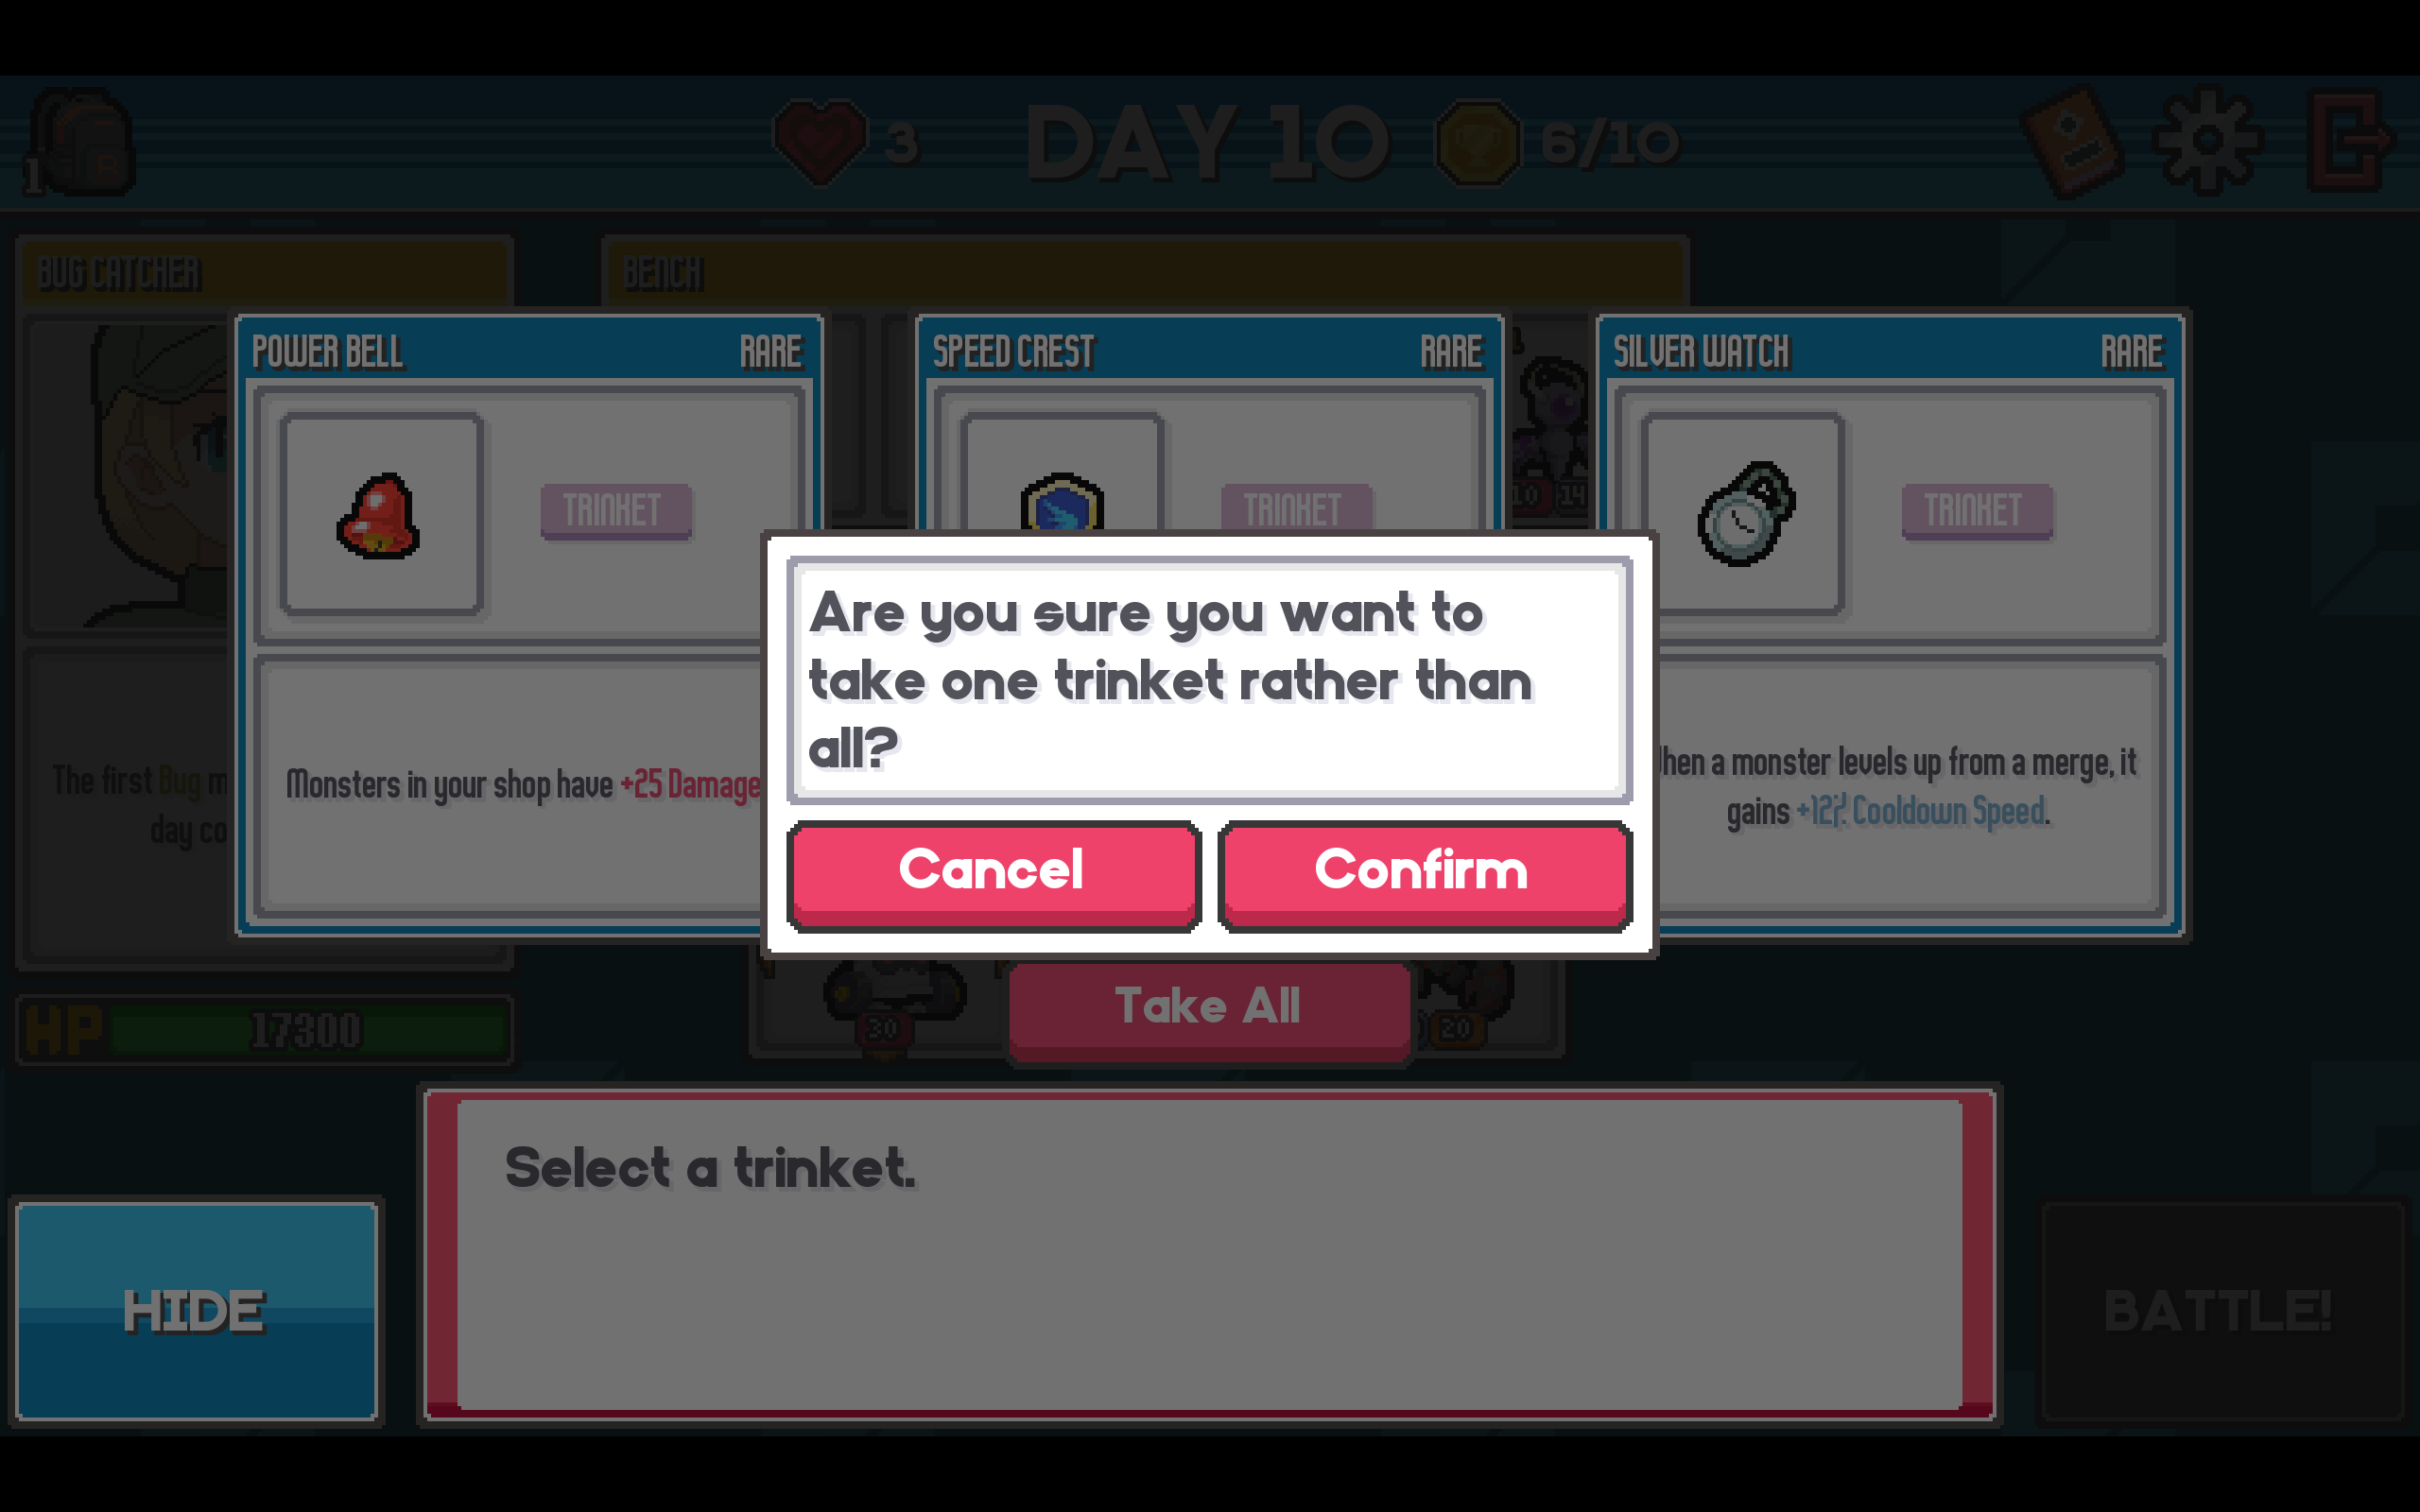 1
3
DAY 10
6/10
BUG CATCHER
BENCH
POWER BELL
RARE
SPEED CREST
RARE
SILVER WATCH
RARE
TRINKET
TRINKET
TRINKET
10
14
Are you sure you want to
take one trinket rather than
all?
The first Bug
day
Monsters in your shop have +25 Damage
when a monster levels up from a merge, it
gains +12% Cooldown Speed.
Cancel
Confirm
Take All
30
20
HP
17300
Select a trinket.
HIDE
BATTLE!